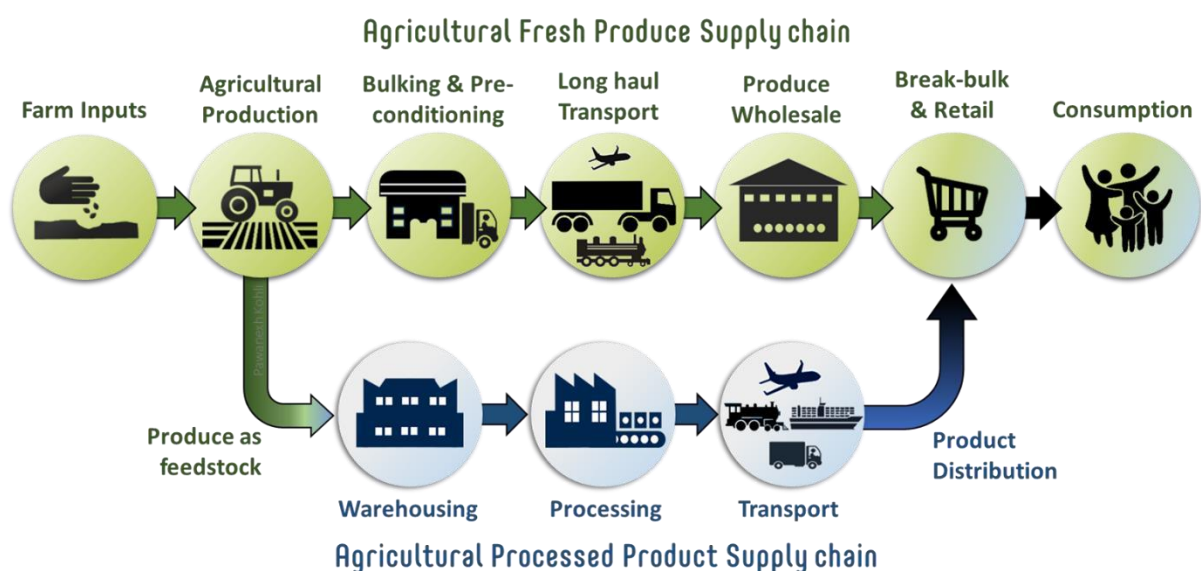 Agricultural Fresh Produce Supply chain
Farm Inputs
Agricultural
Production
Bulking & Pre-
conditioning
Long haul
Transport
Produce
Wholesale
Break-bulk
& Retail
Consumption
Pawanexh Kohli
Produce as
feedstock
Warehousing
Processing
Transport
Product
Distribution
Agricultural Processed Product Supply chain